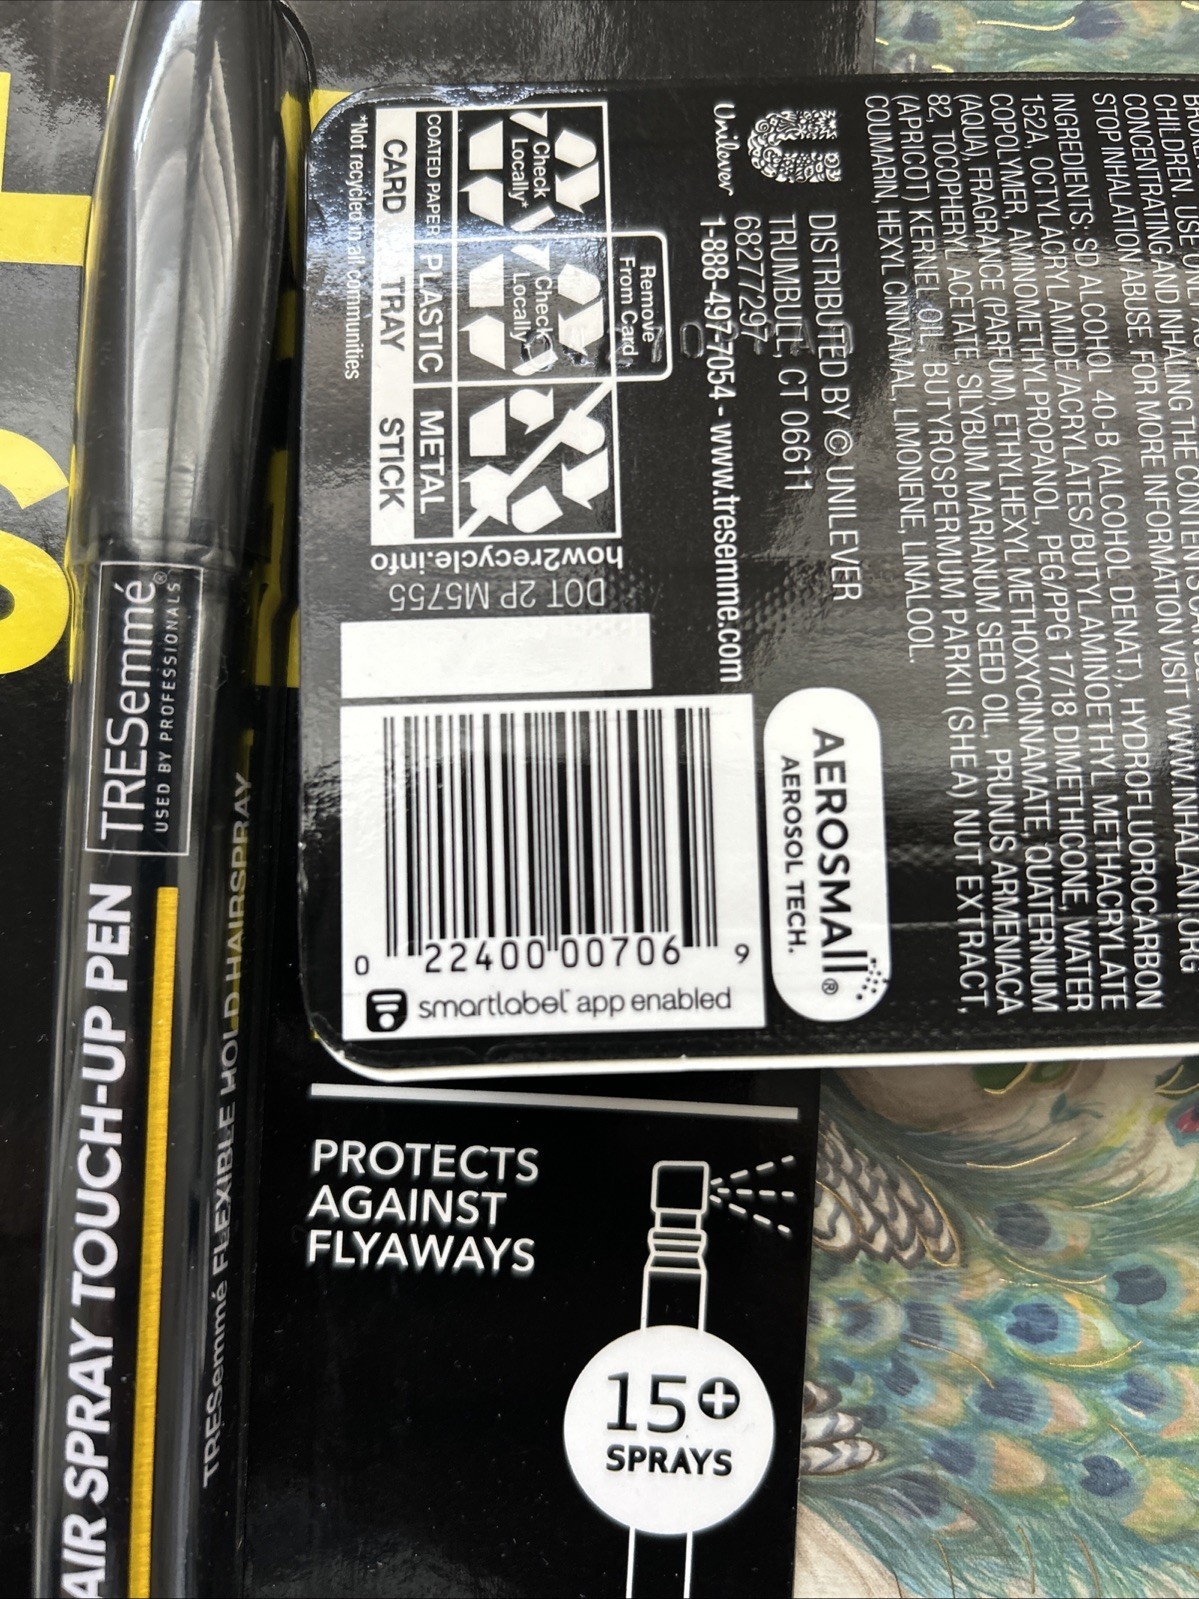 TRESemmé®
USED BY PROFESSIONALS
AIR SPRAY TOUCH-UP PEN
TRESemmé FLEXIBLE HOLD HAIRSPRAY
CHILDREN. USE O
CONCENTRATING AND INHALING THE CONTENTS CAN BE
STOP INHALATION ABUSE. FOR MORE INFORMATION VISIT WWW.INHALANT.ORG
INGREDIENTS: SD ALCOHOL 40-B (ALCOHOL DENAT), HYDROFLUOROCARBON
152A, OCTYLACRYLAMIDE/ACRYLATES/BUTYLAMINOETHYL METHACRYLATE
COPOLYMER, AMINOMETHYLPROPANOL, PEG/PPG 17/18 DIMETHICONE, WATER
(AQUA), FRAGRANCE (PARFUM), ETHYLHEXYL METHOXYCINNAMATE, QUATERNIUM
82, TOCOPHERYL ACETATE, SILYBUM MARIANUM SEED OIL, PRUNUS ARMENIACA
(APRICOT) KERNEL OIL, BUTYROSPERMUM PARKII (SHEA) NUT EXTRACT,
COUMARIN, HEXYL CINNAMAL, LIMONENE, LINALOOL.
Unilever
DISTRIBUTED BY © UNILEVER
TRUMBULL, CT 06611
68277297
1-888-497-7054 - www.tresemme.com
Remove
From Card
Check
Locally*
Check
Locally*
COATED PAPER
CARD
PLASTIC
TRAY
METAL
STICK
*Not recycled in all communities
how2recycle.info
DOT 2P M5755
AEROSMAll®
AEROSOL TECH.
0 22400 00706 9
smartlabel™ app enabled
PROTECTS
AGAINST
FLYAWAYS
15+
SPRAYS